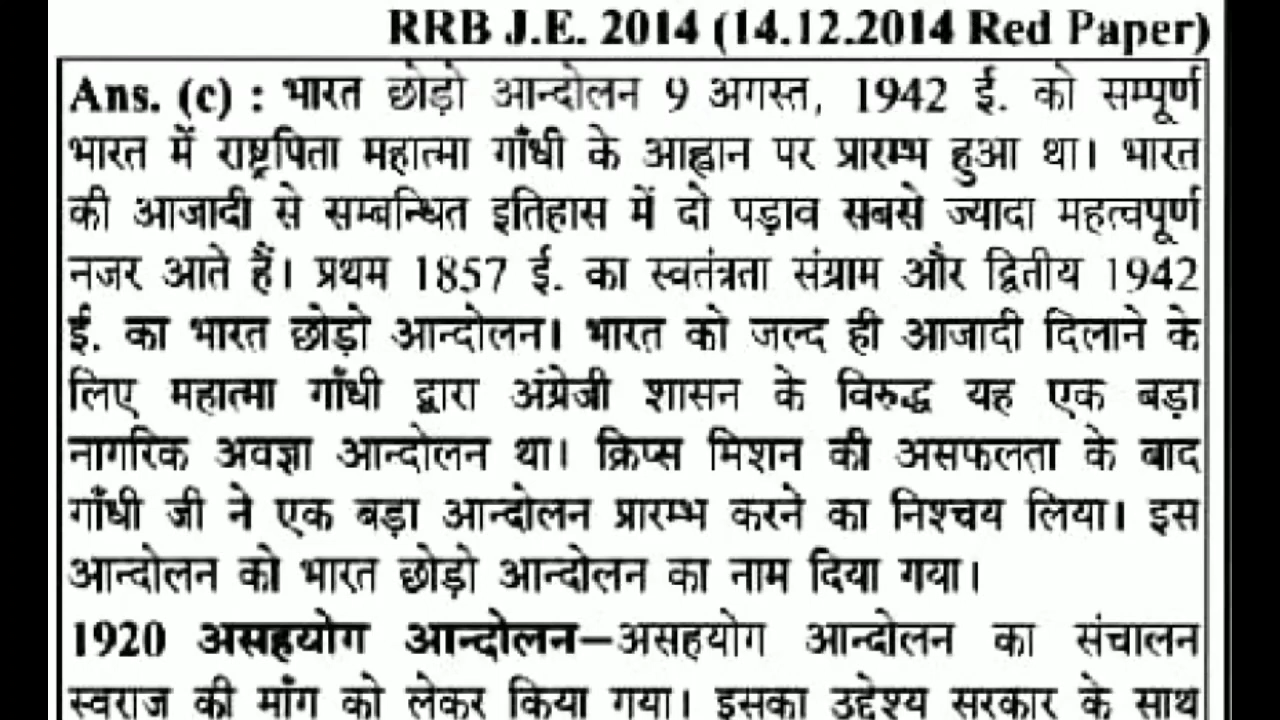 RRB J.E. 2014 (14.12.2014 Red Paper)
Ans. (c) : भारत छोड़ो आन्दोलन 9 अगस्त, 1942 ई. को सम्पूर्ण
भारत में राष्ट्रपिता महात्मा गाँधी के आह्वान पर प्रारम्भ हुआ था। भारत
की आजादी से सम्बन्धित इतिहास में दो पड़ाव सबसे ज्यादा महत्वपूर्ण
नजर आते हैं। प्रथम 1857 ई. का स्वतंत्रता संग्राम और द्वितीय 1942
ई. का भारत छोड़ो आन्दोलन। भारत को जल्द ही आजादी दिलाने के
लिए महात्मा गाँधी द्वारा अंग्रेजी शासन के विरुद्ध यह एक बड़ा
नागरिक अवज्ञा आन्दोलन था। क्रिप्स मिशन की असफलता के बाद
गाँधी जी ने एक बड़ा आन्दोलन प्रारम्भ करने का निश्चय लिया। इस
आन्दोलन को भारत छोड़ो आन्दोलन का नाम दिया गया।
1920 असहयोग आन्दोलन–असहयोग आन्दोलन का संचालन
स्वराज की माँग को लेकर किया गया। इसका उद्देश्य सरकार के साथ